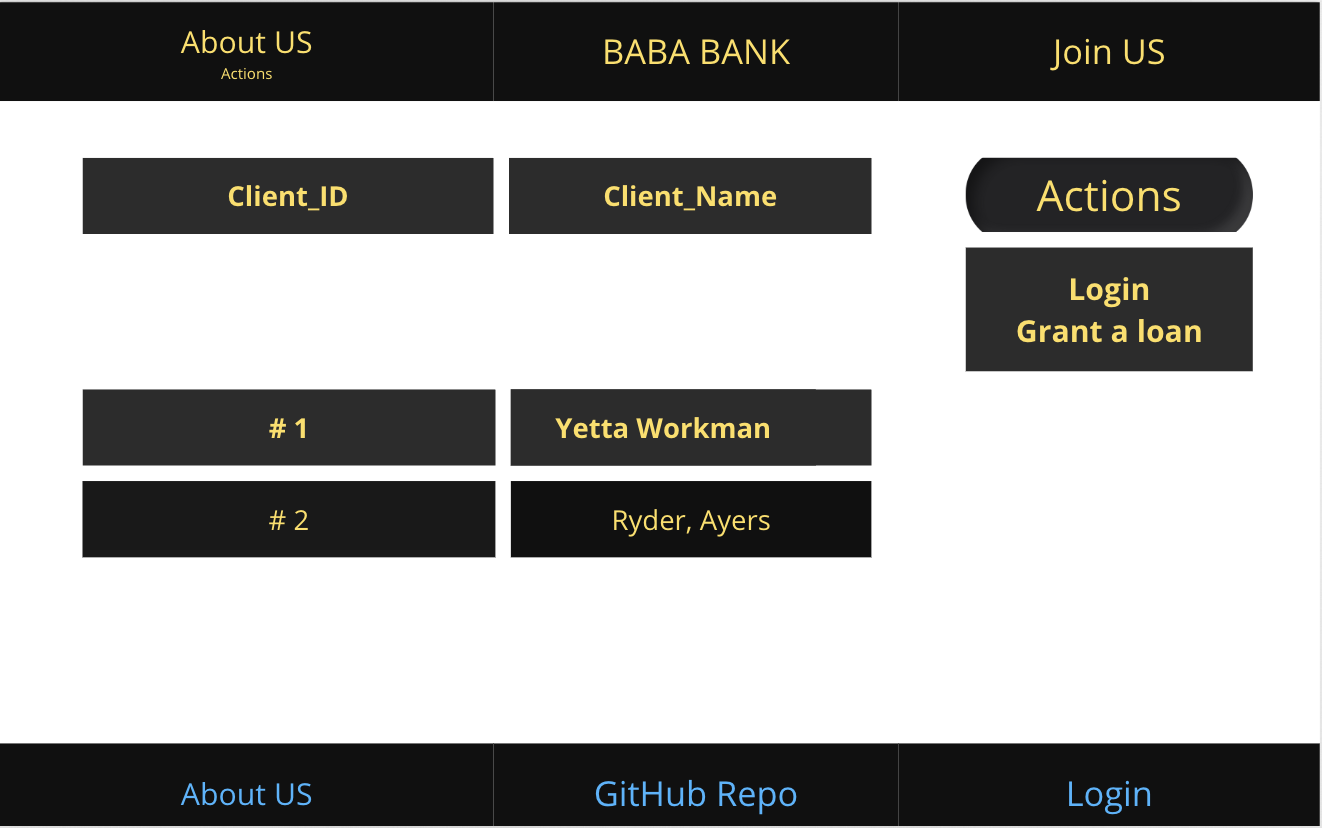 About US
Actions
BABA BANK
Join US
Client_ID
Client_Name
Actions
Login
Grant a loan
# 1
Yetta Workman
# 2
Ryder, Ayers
About US
GitHub Repo
Login